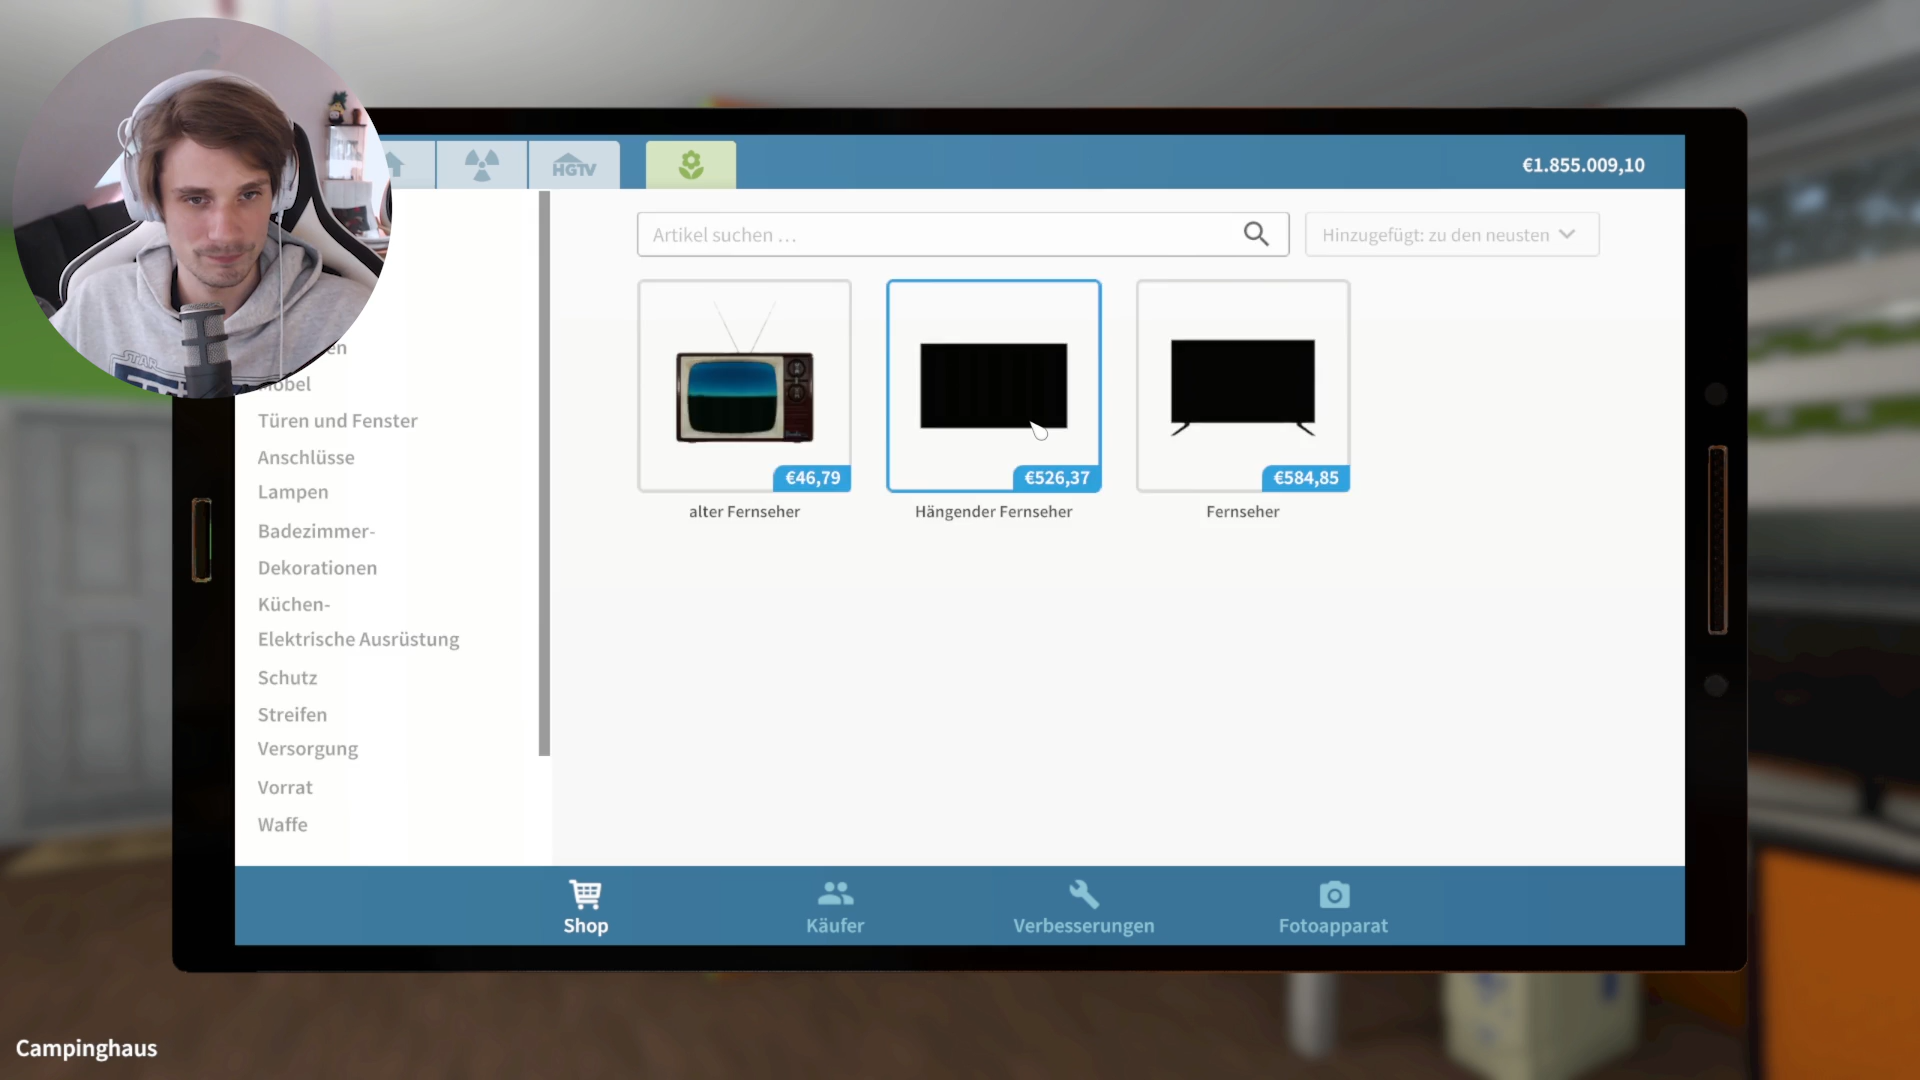 HGTV
€1.855.009,10
Artikel suchen ...
Hinzugefügt: zu den neusten
Türen und Fenster
Anschlüsse
Lampen
Badezimmer-
Dekorationen
Küchen-
Elektrische Ausrüstung
Schutz
Streifen
Versorgung
Vorrat
Waffe
€46,79
€526,37
€584,85
alter Fernseher
Hängender Fernseher
Fernseher
Shop
Käufer
Verbesserungen
Fotoapparat
Campinghaus